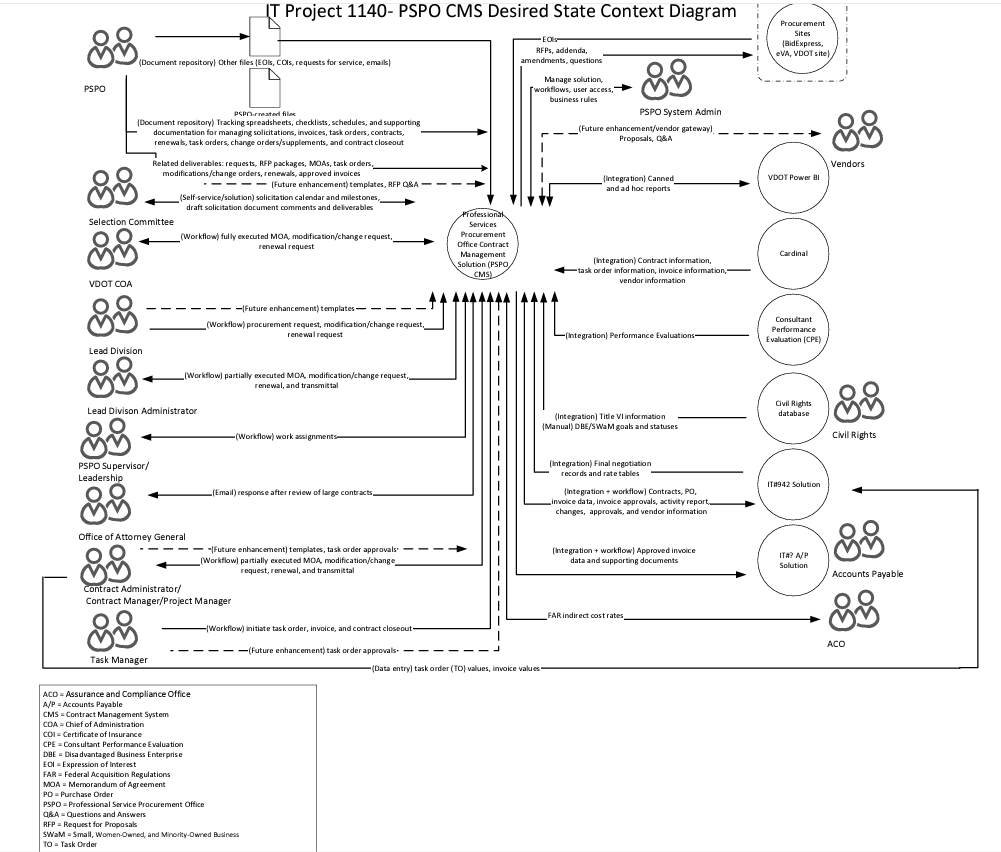 IT Project 1140- PSPO CMS Desired State Context Diagram
Procurement
Sites
(BidExpress,
eVA, VDOT site)
EOIs
RFPs, addenda,
amendments, questions
(Document repository) Other files (EOIs, COIs, requests for service, emails)
PSPO
Manage solution,
workflows, user access,
business rules
PSPO System Admin
PSPO-created files
(Document repository) Tracking spreadsheets, checklists, schedules, and supporting
documentation for managing solicitations, invoices, task orders, contracts,
renewals, task orders, change orders/supplements, and contract closeout
(Future enhancement/vendor gateway)
Proposals, Q&A
Vendors
Related deliverables: requests, RFP packages, MOAs, task orders,
modifications/change orders, renewals, approved invoices
(Future enhancement) templates, RFP Q&A
(Integration) Canned
and ad hoc reports
VDOT Power BI
(Self-service/solution) solicitation calendar and milestones,
draft solicitation document comments and deliverables
Selection Committee
Professional
Services
Procurement
Office Contract
Management
Solution (PSPO
CMS)
(Workflow) fully executed MOA, modification/change request,
renewal request
VDOT COA
Cardinal
(Integration) Contract information,
task order information, invoice information,
vendor information
(Future enhancement) templates
(Workflow) procurement request, modification/change request,
renewal request
Lead Division
Consultant
Performance
Evaluation (CPE)
(Integration) Performance Evaluations
(Workflow) partially executed MOA, modification/change request,
renewal, and transmittal
Lead Divison Administrator
Civil Rights
database
(Integration) Title VI information
(Manual) DBE/SWaM goals and statuses
Civil Rights
(Workflow) work assignments
PSPO Supervisor/
Leadership
(Integration) Final negotiation
records and rate tables
IT#942 Solution
(Email) response after review of large contracts
(Integration + workflow) Contracts, PO,
invoice data, invoice approvals, activity report,
changes, approvals, and vendor information
Office of Attorney General
(Future enhancement) templates, task order approvals
(Workflow) partially executed MOA, modification/change
request, renewal, and transmittal
(Integration + workflow) Approved invoice
data and supporting documents
IT#? A/P
Solution
Accounts Payable
Contract Administrator/
Contract Manager/Project Manager
FAR indirect cost rates
ACO
(Workflow) initiate task order, invoice, and contract closeout
(Future enhancement) task order approvals
Task Manager
(Data entry) task order (TO) values, invoice values
ACO = Assurance and Compliance Office
A/P = Accounts Payable
CMS = Contract Management System
COA = Chief of Administration
COI = Certificate of Insurance
CPE = Consultant Performance Evaluation
DBE = Disadvantaged Business Enterprise
EOI = Expression of Interest
FAR = Federal Acquisition Regulations
MOA = Memorandum of Agreement
PO = Purchase Order
PSPO = Professional Service Procurement Office
Q&A = Questions and Answers
RFP = Request for Proposals
SWaM = Small, Women-Owned, and Minority-Owned Business
TO = Task Order